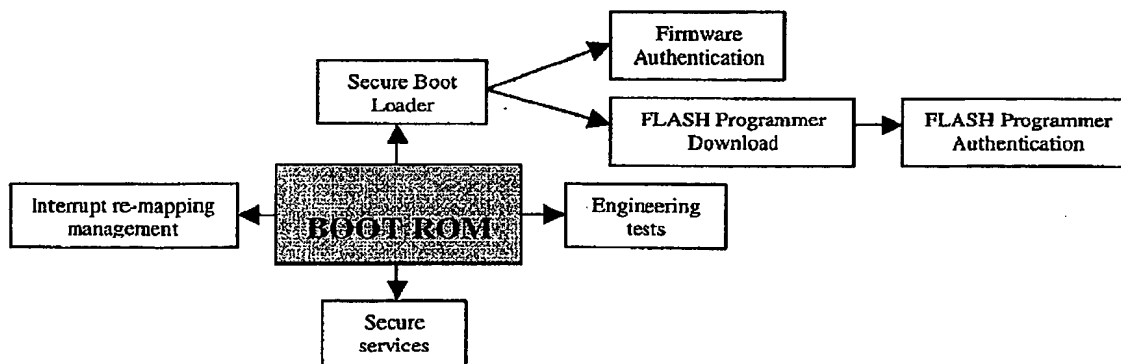 Firmware
Authentication
Secure Boot
Loader
FLASH Programmer
Download
FLASH Programmer
Authentication
Interrupt re-mapping
management
BOOT ROM
Engineering
tests
Secure
services